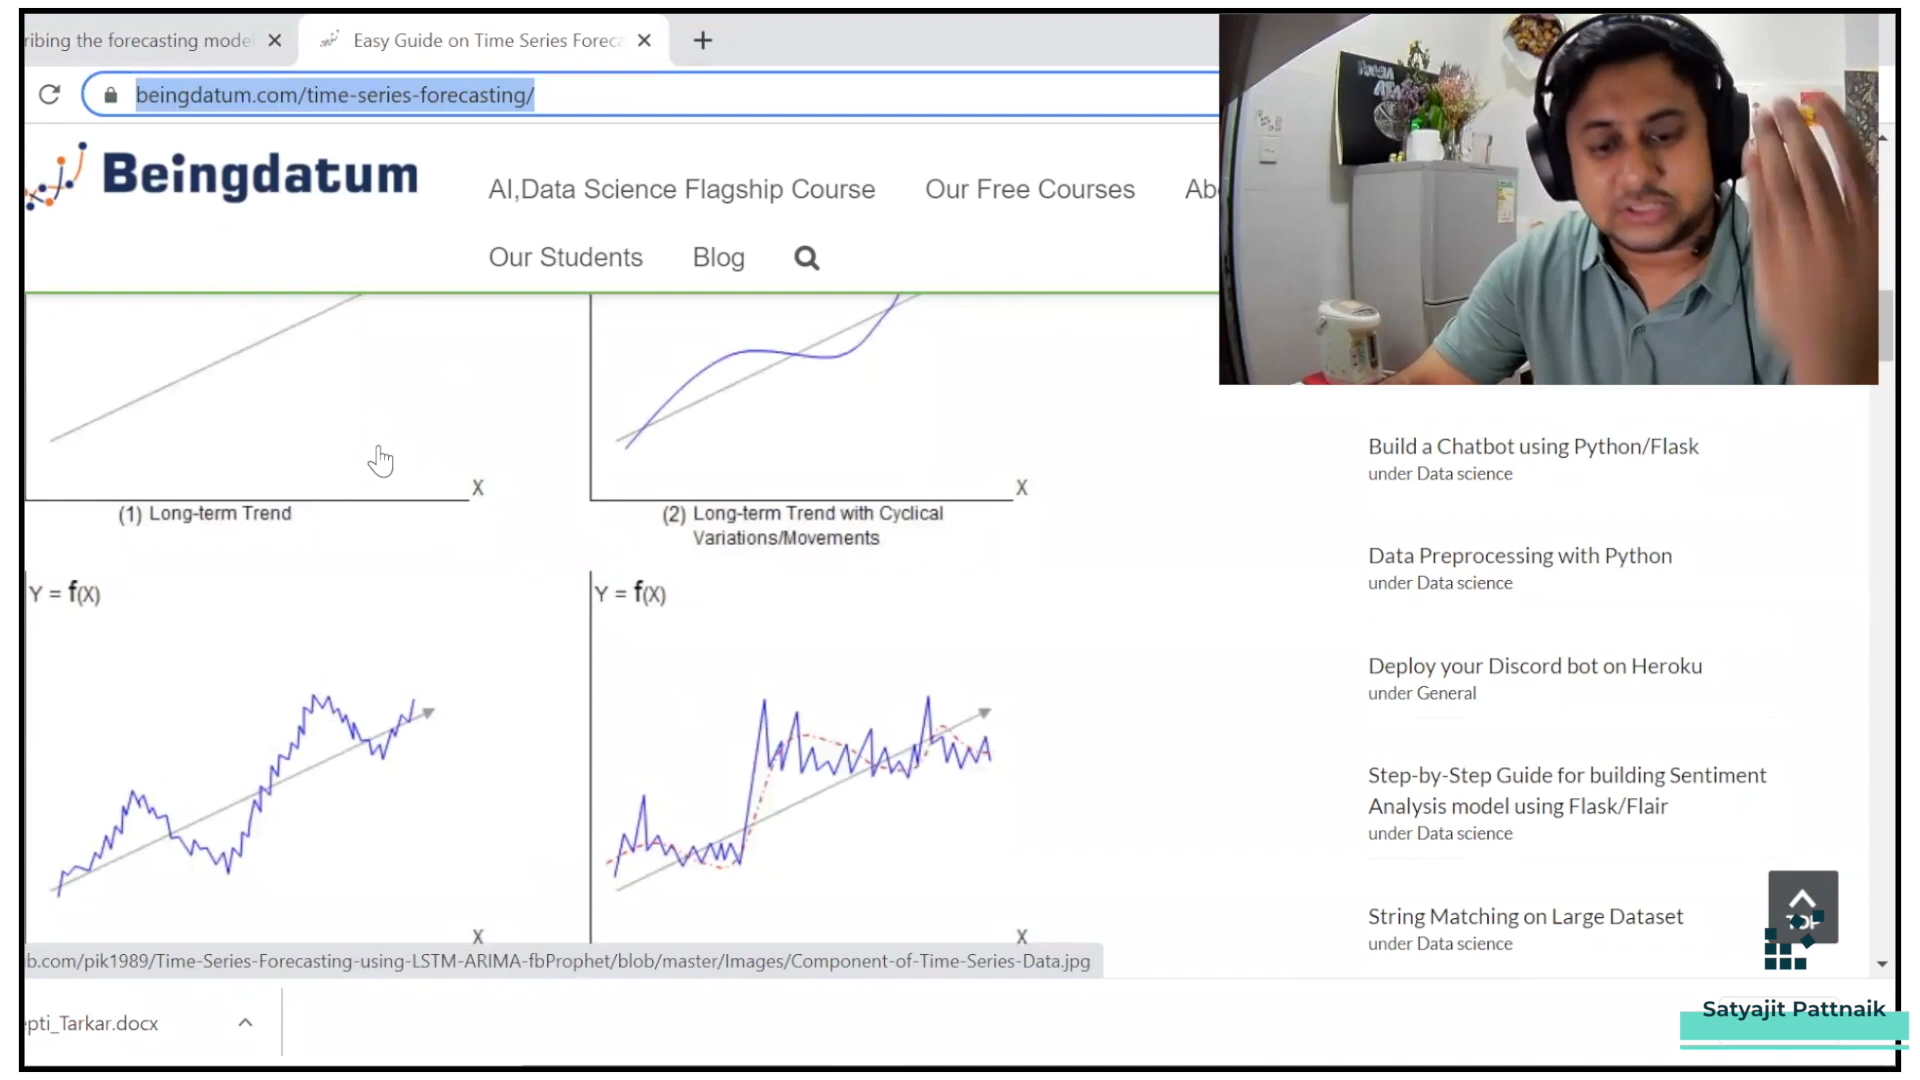 ribing the forecasting mode
Easy Guide on Time Series Foreca
beingdatum.com/time-series-forecasting/
Beingdatum
AI,Data Science Flagship Course
Our Free Courses
Abo
Our Students
Blog
X
(1) Long-term Trend
X
(2) Long-term Trend with Cyclical
Variations/Movements
Y = f(X)
Y = f(X)
X
X
Build a Chatbot using Python/Flask
under Data science
Data Preprocessing with Python
under Data science
Deploy your Discord bot on Heroku
under General
Step-by-Step Guide for building Sentiment
Analysis model using Flask/Flair
under Data science
String Matching on Large Dataset
under Data science
TOP
b.com/pik1989/Time-Series-Forecasting-using-LSTM-ARIMA-fbProphet/blob/master/Images/Component-of-Time-Series-Data.jpg
epti_Tarkar.docx
Satyajit Pattnaik